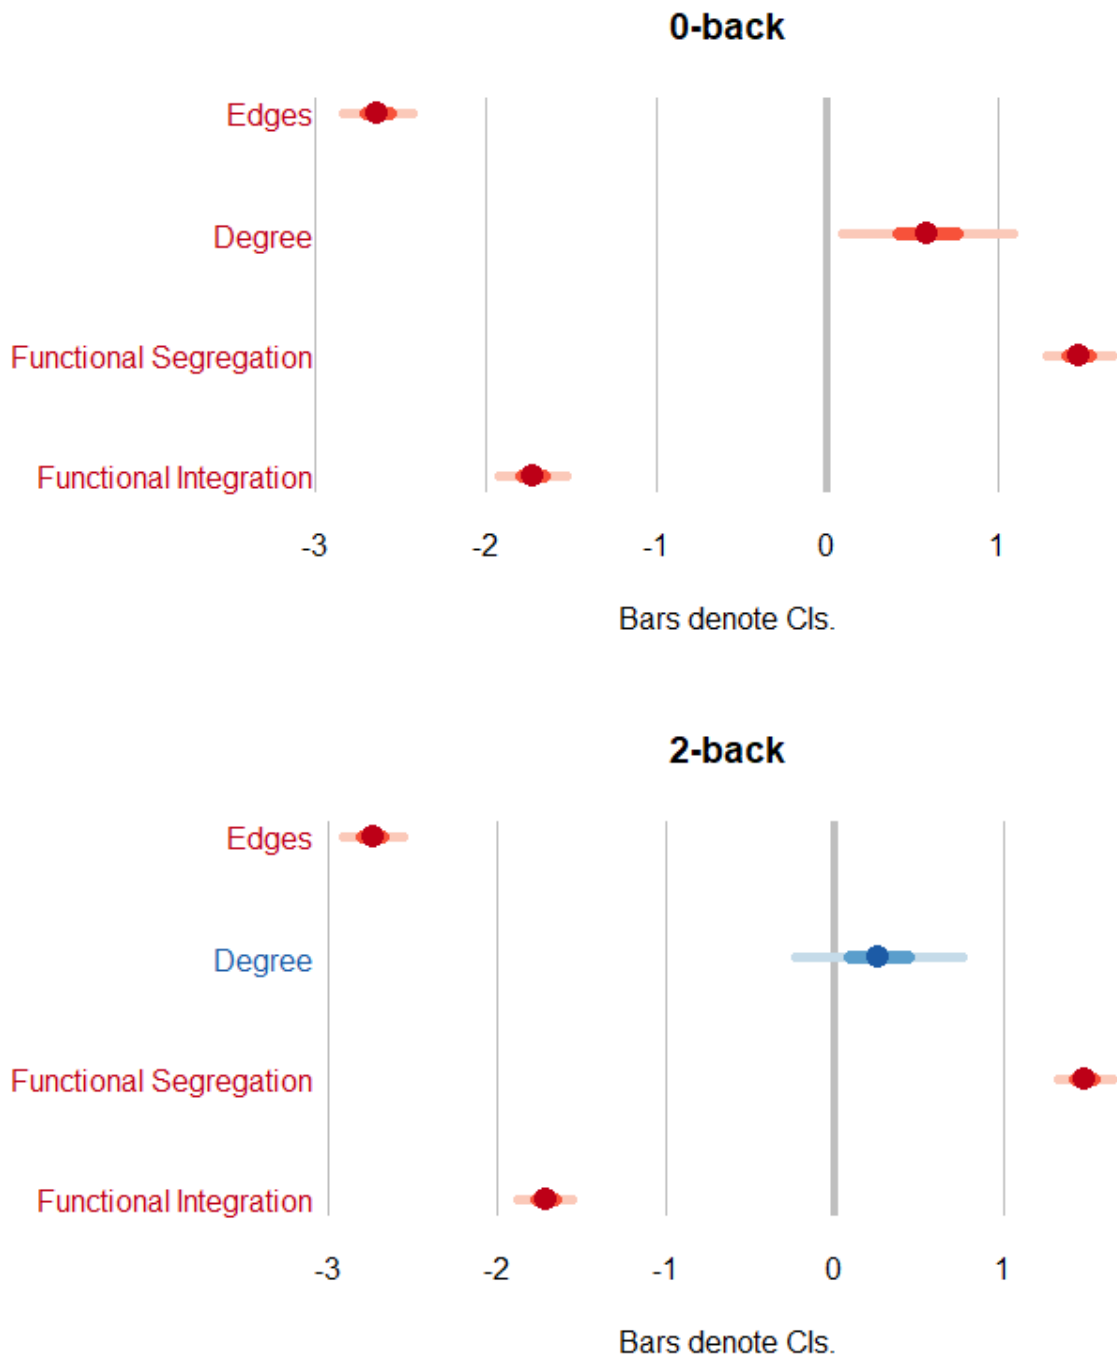 0-back
Edges
Degree
Functional Segregation
Functional Integration
-3 -2 -1 0 1
Bars denote CIs.
2-back
Edges
Degree
Functional Segregation
Functional Integration
-3 -2 -1 0 1
Bars denote CIs.